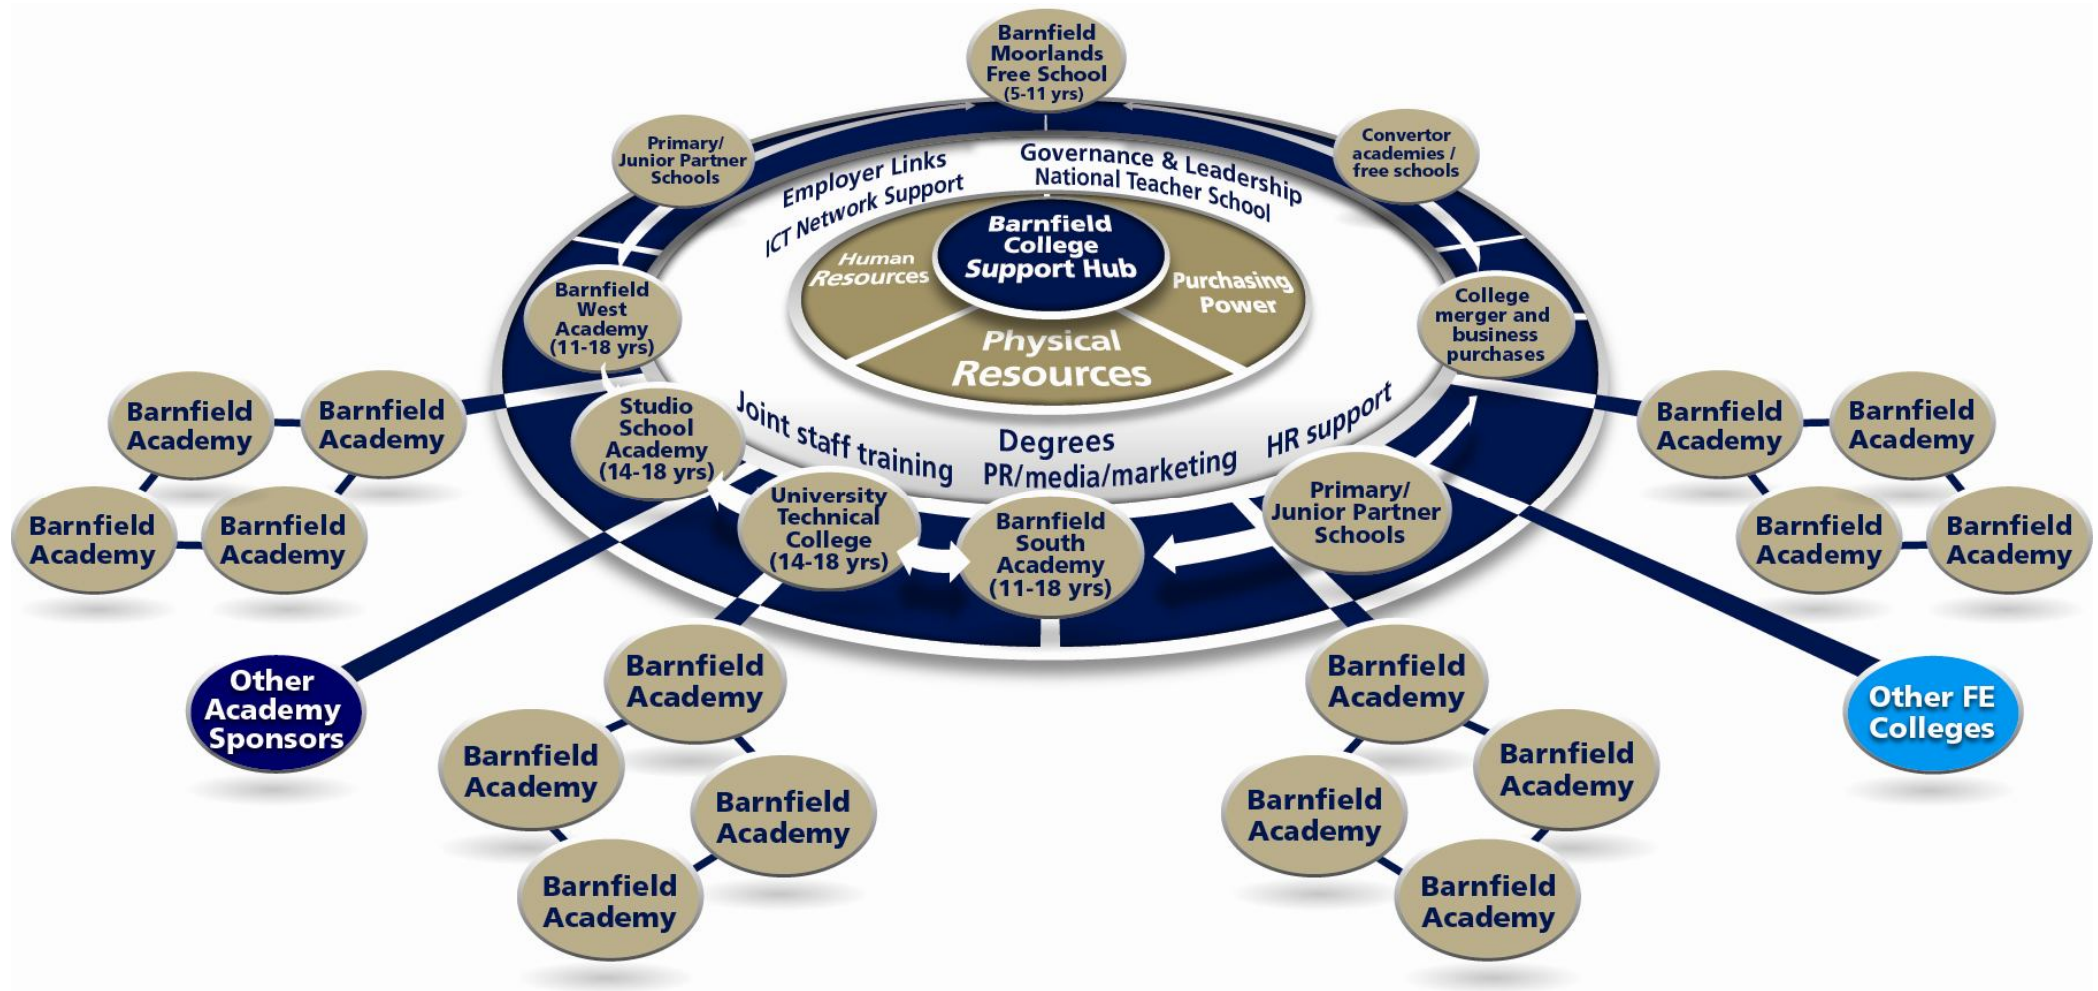 Barnfield
Moorlands
Free School
(5-11 yrs)
Primary/
Junior Partner
Schools
Convertor
academies /
free schools
Employer Links
ICT Network Support
Governance & Leadership
National Teacher School
Barnfield
College
Support Hub
Human
Resources
Purchasing
Power
Physical
Resources
Barnfield
West
Academy
(11-18 yrs)
College
merger and
business
purchases
Studio
School
Academy
(14-18 yrs)
Joint staff training
Degrees
PR/media/marketing
HR support
University
Technical
College
(14-18 yrs)
Barnfield
South
Academy
(11-18 yrs)
Primary/
Junior Partner
Schools
Barnfield
Academy
Barnfield
Academy
Barnfield
Academy
Barnfield
Academy
Barnfield
Academy
Barnfield
Academy
Barnfield
Academy
Barnfield
Academy
Other
Academy
Sponsors
Barnfield
Academy
Barnfield
Academy
Barnfield
Academy
Barnfield
Academy
Barnfield
Academy
Barnfield
Academy
Barnfield
Academy
Barnfield
Academy
Other FE
Colleges